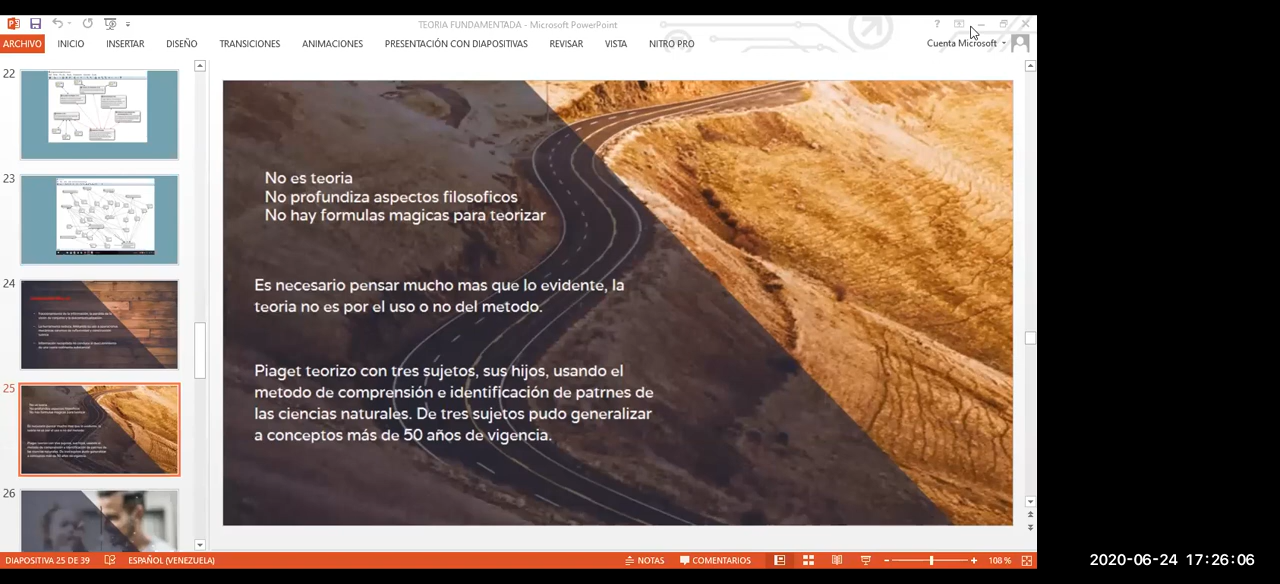 TEORIA FUNDAMENTADA - Microsoft PowerPoint
ARCHIVO INICIO INSERTAR DISEÑO TRANSICIONES ANIMACIONES PRESENTACIÓN CON DIAPOSITIVAS REVISAR VISTA NITRO PRO
Cuenta Microsoft
22
23
24
25
26
No es teoria
No profundiza aspectos filosoficos
No hay formulas magicas para teorizar
Es necesario pensar mucho mas que lo evidente, la
teoria no es por el uso o no del metodo.
Piaget teorizo con tres sujetos, sus hijos, usando el
metodo de comprensión e identificación de patrnes de
las ciencias naturales. De tres sujetos pudo generalizar
a conceptos más de 50 años de vigencia.
DIAPOSITIVA 25 DE 39 ESPAÑOL (VENEZUELA) NOTAS COMENTARIOS 108 %
2020-06-24 17:26:06